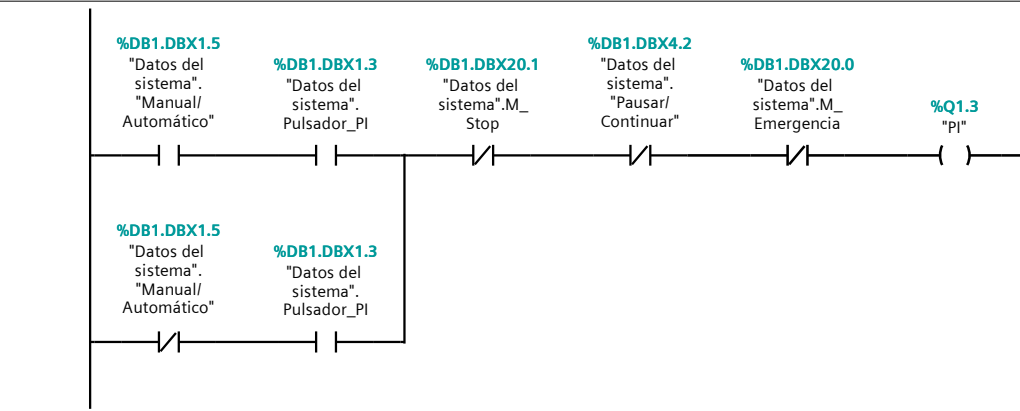 %DB1.DBX1.5
"Datos del
sistema".
"Manual/
Automático"
%DB1.DBX1.3
"Datos del
sistema".
Pulsador_PI
%DB1.DBX20.1
"Datos del
sistema".M_
Stop
%DB1.DBX4.2
"Datos del
sistema".
"Pausar/
Continuar"
%DB1.DBX20.0
"Datos del
sistema".M_
Emergencia
%Q1.3
"PI"
%DB1.DBX1.5
"Datos del
sistema".
"Manual/
Automático"
%DB1.DBX1.3
"Datos del
sistema".
Pulsador_PI